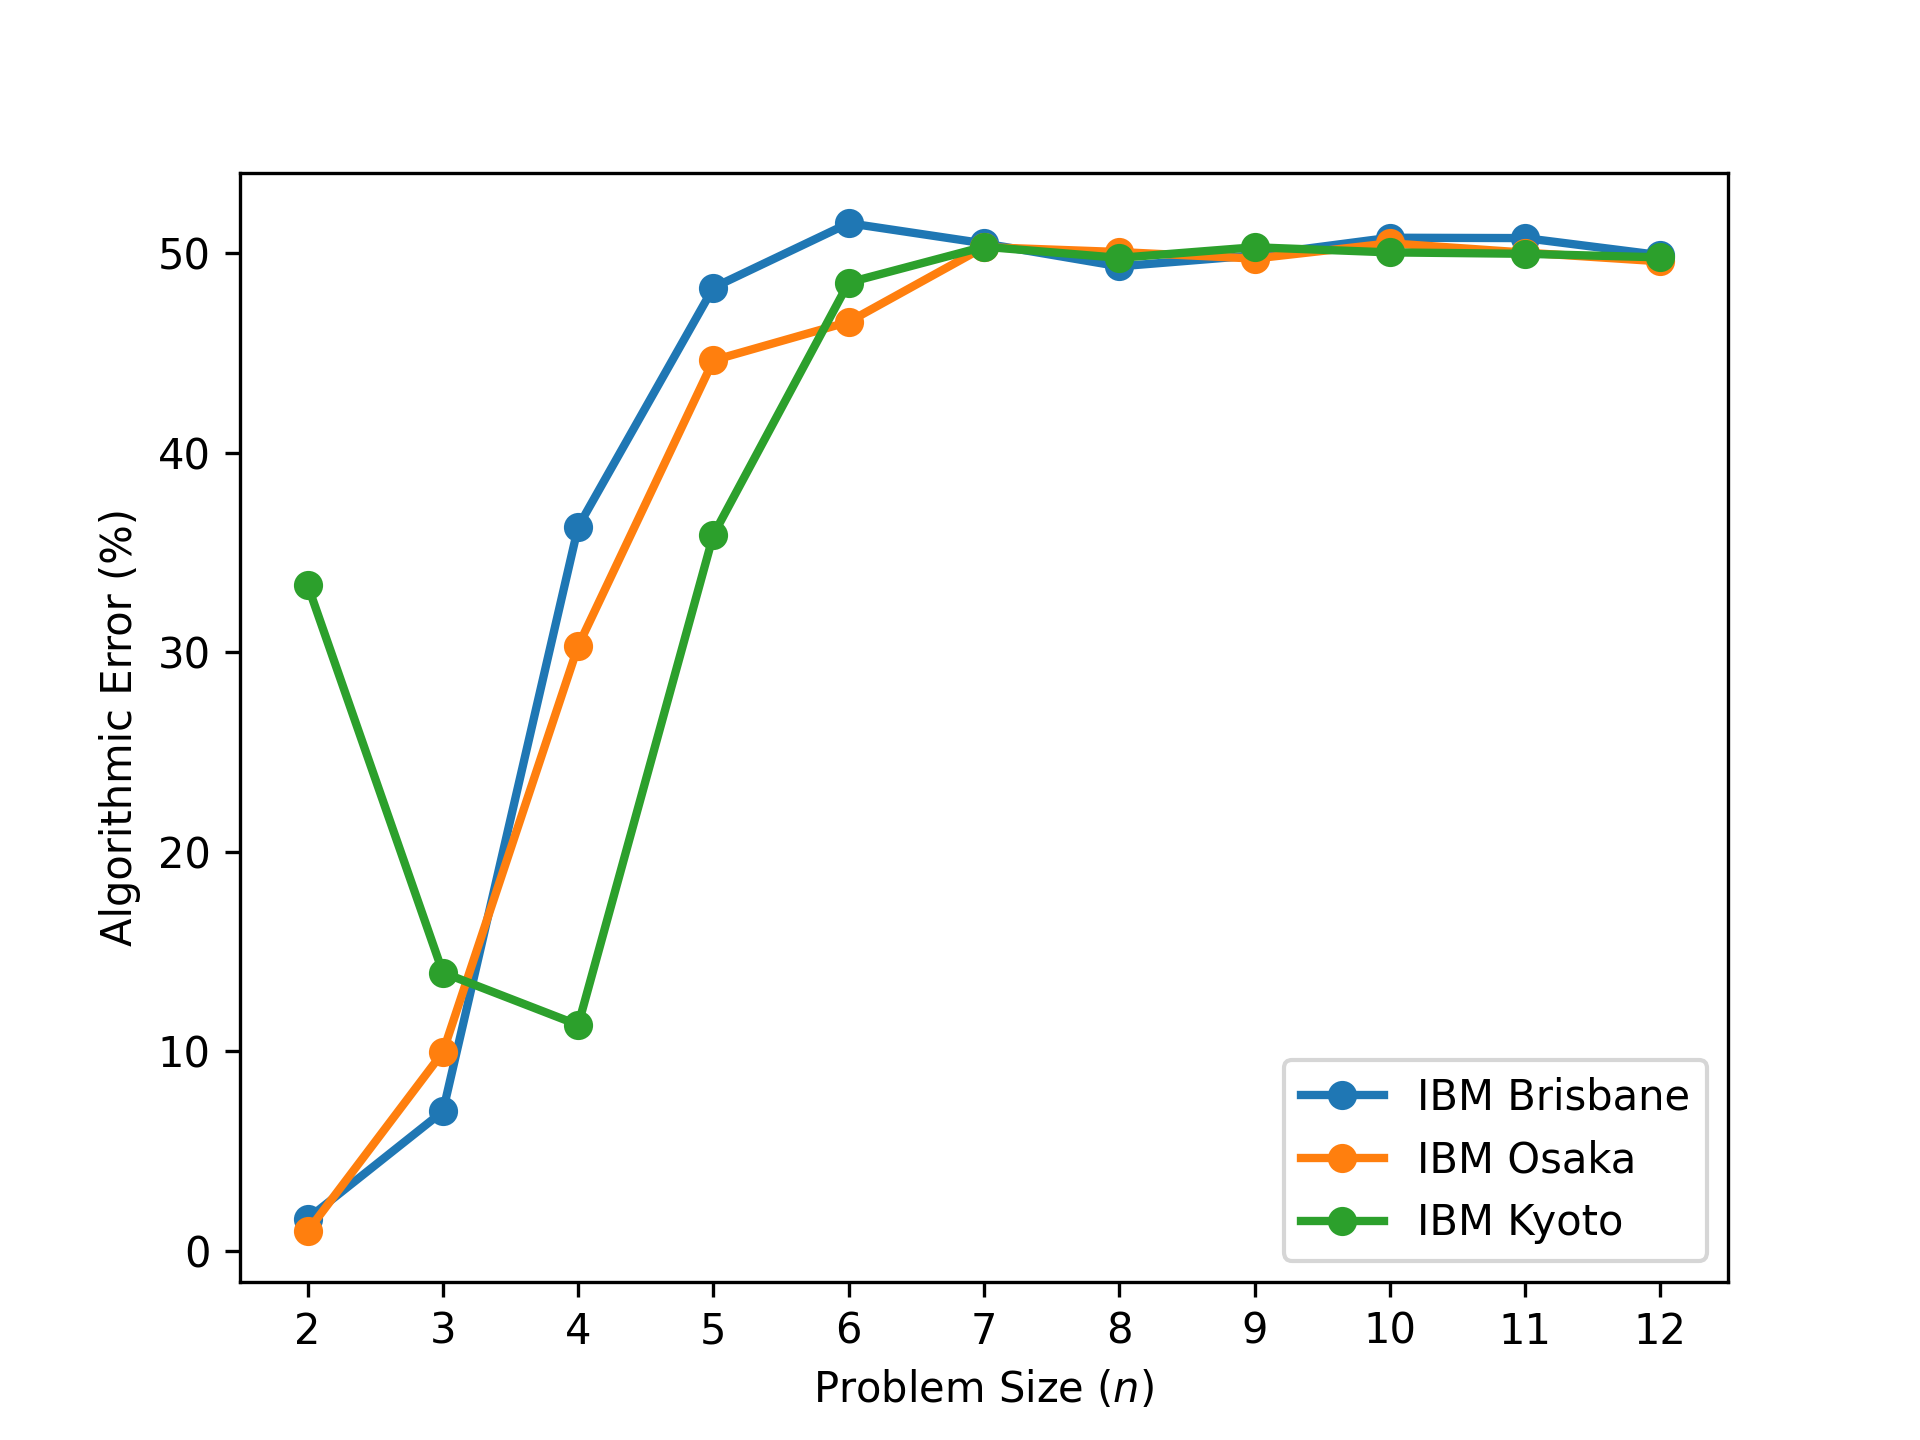 50
40
30
20
10
0
Algorithmic Error (%)
2 3 4 5 6 7 8 9 10 11 12
Problem Size (n)
IBM Brisbane
IBM Osaka
IBM Kyoto